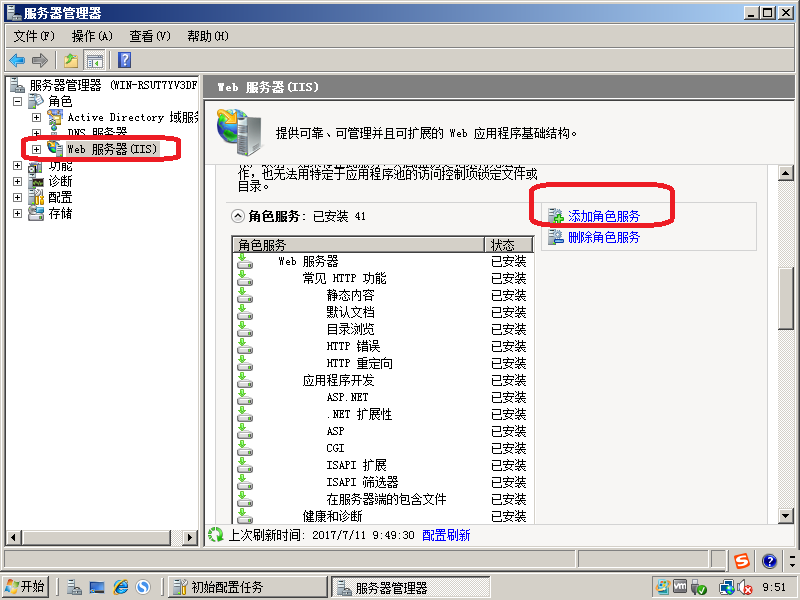 服务器管理器
文件(F) 操作(A) 查看(V) 帮助(H)
服务器管理器 (WIN-RSUT7YV3DF
角色
Active Directory 域服务
DNS 服务器
Web 服务器(IIS)
功能
诊断
配置
存储
Web 服务器(IIS)
提供可靠、可管理并且可扩展的 Web 应用程序基础结构。
作，也无法用特定于应用程序池的访问控制项锁定文件或
目录。
角色服务: 已安装 41
添加角色服务
删除角色服务
角色服务 状态
Web 服务器 已安装
常见 HTTP 功能 已安装
静态内容 已安装
默认文档 已安装
目录浏览 已安装
HTTP 错误 已安装
HTTP 重定向 已安装
应用程序开发 已安装
ASP.NET 已安装
.NET 扩展性 已安装
ASP 已安装
CGI 已安装
ISAPI 扩展 已安装
ISAPI 筛选器 已安装
在服务器端的包含文件 已安装
健康和诊断 已安装
上次刷新时间: 2017/7/11 9:49:30 配置刷新
开始 初始配置任务 服务器管理器 9:51